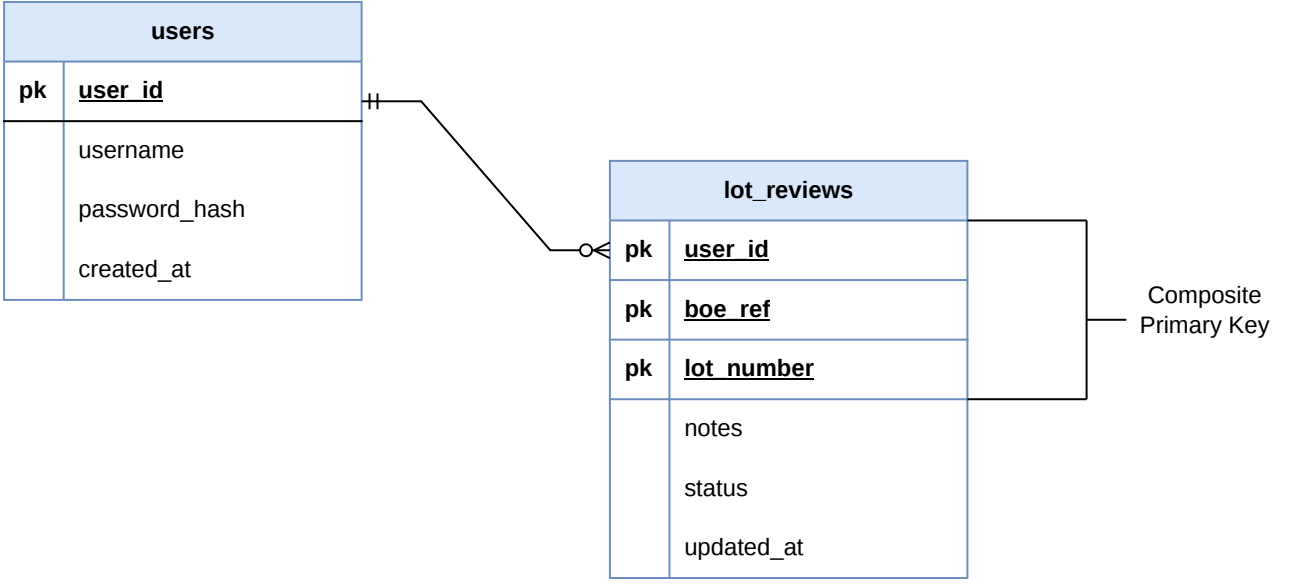 users
pk user_id
username
password_hash
created_at
lot_reviews
pk user_id
pk boe_ref
pk lot_number
notes
status
updated_at
Composite
Primary Key